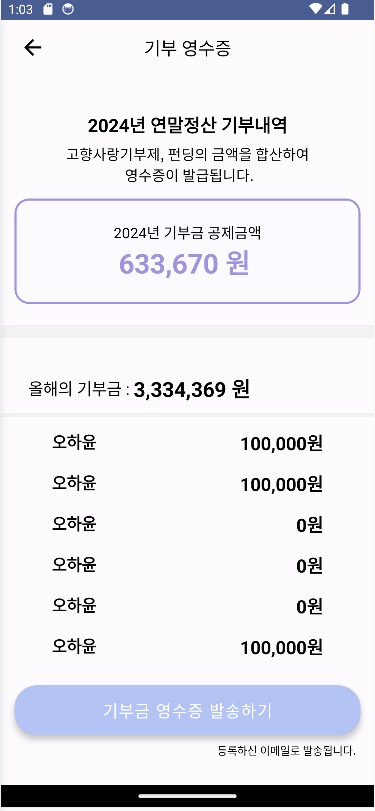 1:03
기부 영수증
2024년 연말정산 기부내역
고향사랑기부제, 펀딩의 금액을 합산하여
영수증이 발급됩니다.
2024년 기부금 공제금액
633,670 원
올해의 기부금 : 3,334,369 원
오하윤 100,000원
오하윤 100,000원
오하윤 0원
오하윤 0원
오하윤 0원
오하윤 100,000원
기부금 영수증 발송하기
등록하신 이메일로 발송됩니다.